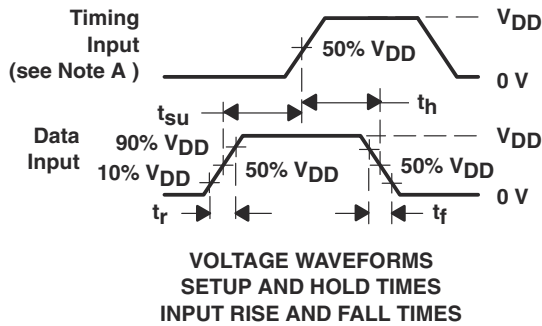 Timing
Input
(see Note A )
VDD
50% VDD
0 V
tsu
th
Data
Input
90% VDD
10% VDD
50% VDD
VDD
50% VDD
0 V
tr
tf
VOLTAGE WAVEFORMS
SETUP AND HOLD TIMES
INPUT RISE AND FALL TIMES